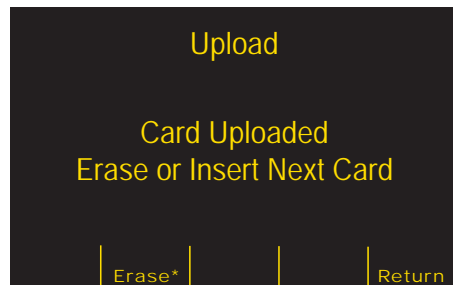 Upload
Card Uploaded
Erase or Insert Next Card
Erase* Return